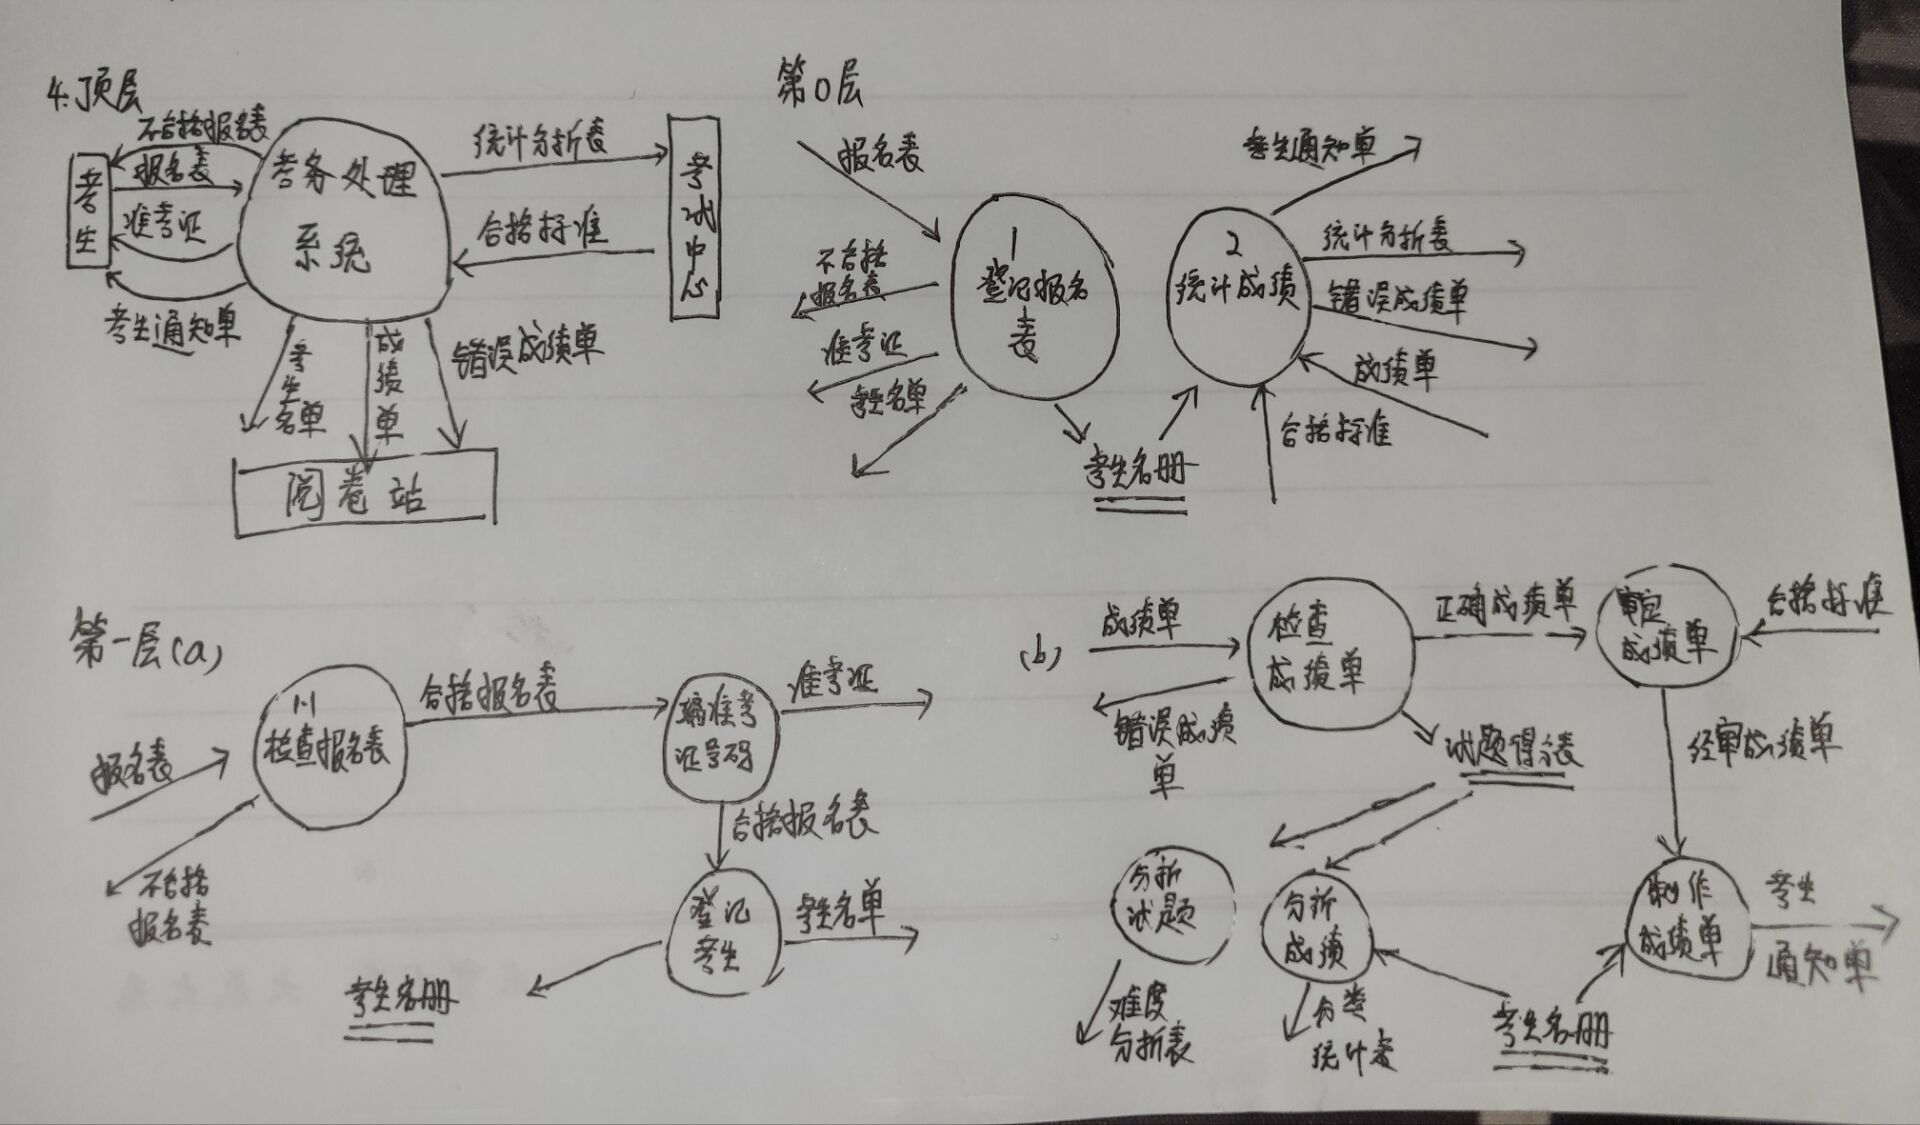 4.顶层
不合格报名表
报名表
准考证
考生通知单
考生
考务处理
系统
统计分析表
合格标准
考试中心
考生名单
成绩单
错误成绩单
阅卷站
第0层
报名表
不合格
报名表
准考证
考生名单
1
登记报名
表
考生名册
2
统计成绩
考生通知单
统计分析表
错误成绩单
成绩单
合格标准
第一层(a)
报名表
不合格
报名表
1.1
检查报名表
合格报名表
编准考
证号码
准考证
合格报名表
登记
考生
考生名单
考生名册
(b)
成绩单
错误成绩
单
检查
成绩单
正确成绩单
审定
成绩单
合格标准
试题得分表
经审成绩单
分析
试题
难度
分析表
分析
成绩
分类
统计表
考生名册
制作
成绩单
考生
通知单